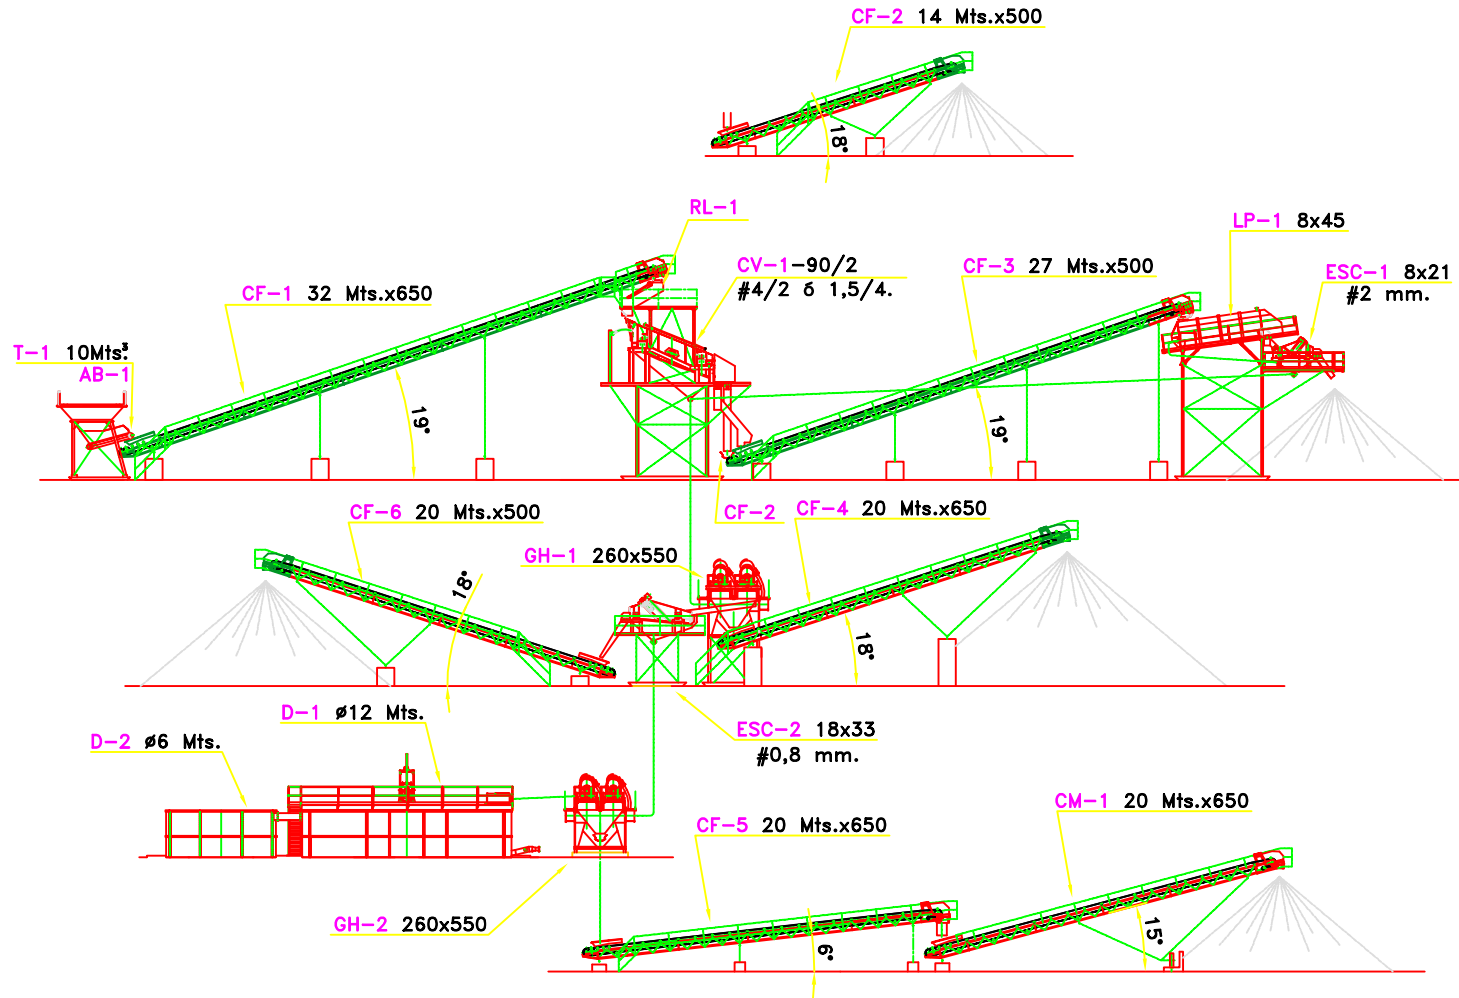 CF-2 14 Mts.x500
18°
RL-1
LP-1 8x45
CV-1-90/2
#4/2 ó 1,5/4.
CF-3 27 Mts.x500
ESC-1 8x21
#2 mm.
CF-1 32 Mts.x650
T-1 10Mts³.
AB-1
19°
19°
CF-6 20 Mts.x500
CF-2
CF-4 20 Mts.x650
GH-1 260x550
18°
18°
D-1 ø12 Mts.
D-2 ø6 Mts.
ESC-2 18x33
#0,8 mm.
CM-1 20 Mts.x650
CF-5 20 Mts.x650
GH-2 260x550
15°
6°